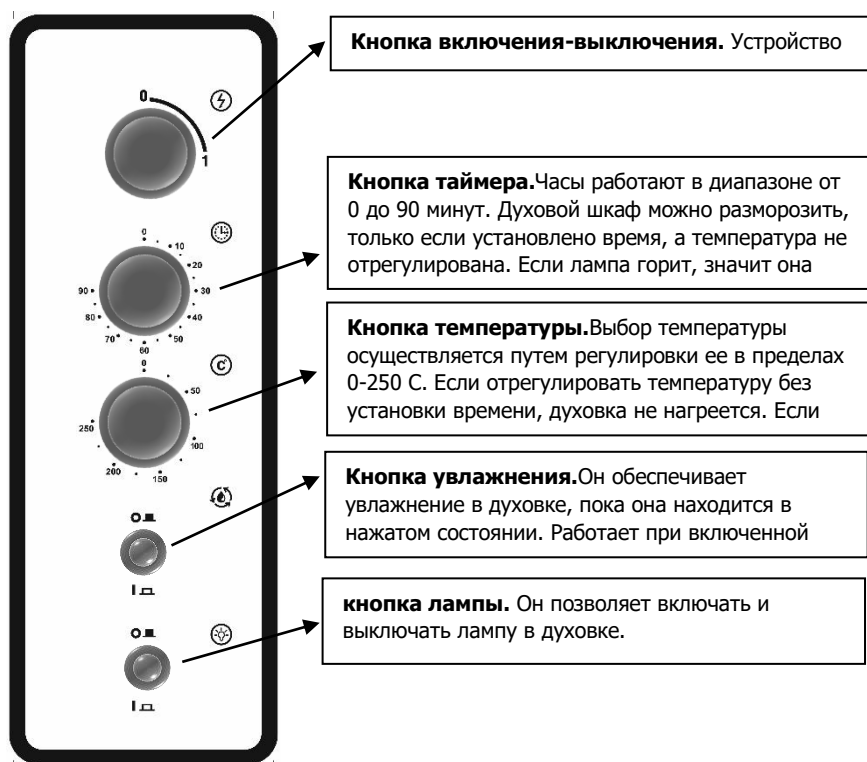 Кнопка включения-выключения. Устройство
0
1
Кнопка таймера.Часы работают в диапазоне от
0 до 90 минут. Духовой шкаф можно разморозить,
только если установлено время, а температура не
отрегулирована. Если лампа горит, значит она
0
10
20
30
40
50
60
70
80
90
Кнопка температуры.Выбор температуры
осуществляется путем регулировки ее в пределах
0-250 С. Если отрегулировать температуру без
установки времени, духовка не нагреется. Если
0
C°
50
100
150
200
250
Кнопка увлажнения.Он обеспечивает
увлажнение в духовке, пока она находится в
нажатом состоянии. Работает при включенной
O
I
кнопка лампы. Он позволяет включать и
выключать лампу в духовке.
O
I